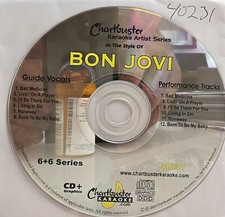 40231
Chartbuster
Karaoke Artist Series
In The Style Of
BON JOVI
Guide Vocals
1. Bad Medicine
2. Livin' On A Prayer
3. I'll Be There For You
4. Living In Sin
5. Runaway
6. Born To Be My Baby
Performance Tracks
7. Bad Medicine
8. Livin' On A Prayer
9. I'll Be There For You
10. Living In Sin
11. Runaway
12. Born To Be My Baby
6+6 Series
CD+
Graphics
Chartbuster
KARAOKE
www.chartbusterkaraoke.com
COMPACT
disc